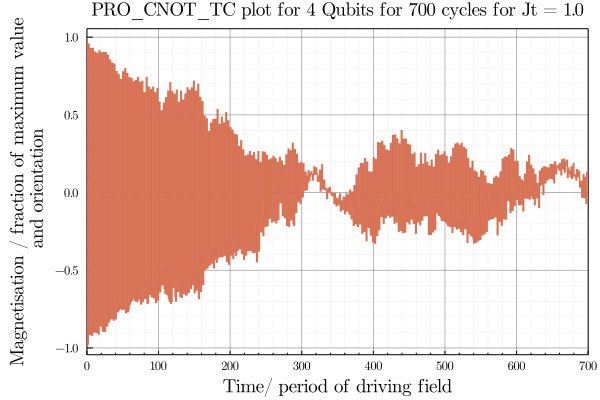 PRO_CNOT_TC plot for 4 Qubits for 700 cycles for Jt = 1.0
Magnetisation / fraction of maximum value
and orientation
1.0
0.5
0.0
−0.5
−1.0
0 100 200 300 400 500 600 700
Time/ period of driving field